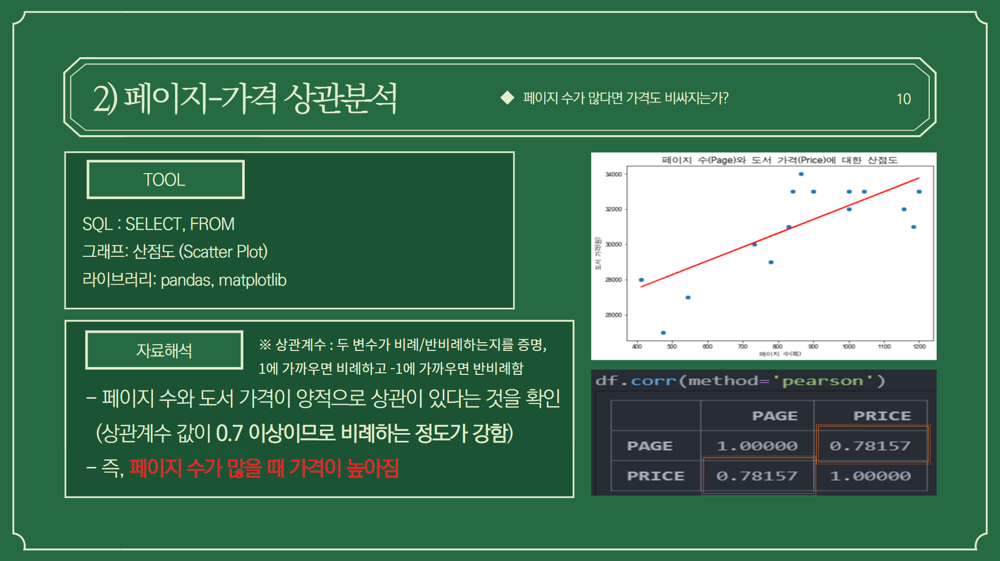 2) 페이지-가격 상관분석
◆ 페이지 수가 많다면 가격도 비싸지는가?
10
TOOL
SQL : SELECT, FROM
그래프: 산점도 (Scatter Plot)
라이브러리: pandas, matplotlib
자료해석
※ 상관계수 : 두 변수가 비례/반비례하는지를 증명,
1에 가까우면 비례하고 -1에 가까우면 반비례함
- 페이지 수와 도서 가격이 양적으로 상관이 있다는 것을 확인
(상관계수 값이 0.7 이상이므로 비례하는 정도가 강함)
- 즉, 페이지 수가 많을 때 가격이 높아짐
페이지 수(Page)와 도서 가격(Price)에 대한 산점도
34000
32000
30000
28000
26000
도서 가격(원)
400 500 600 700 800 900 1000 1100 1200
페이지 수(쪽)
df.corr(method='pearson')
PAGE PRICE
PAGE 1.00000 0.78157
PRICE 0.78157 1.00000